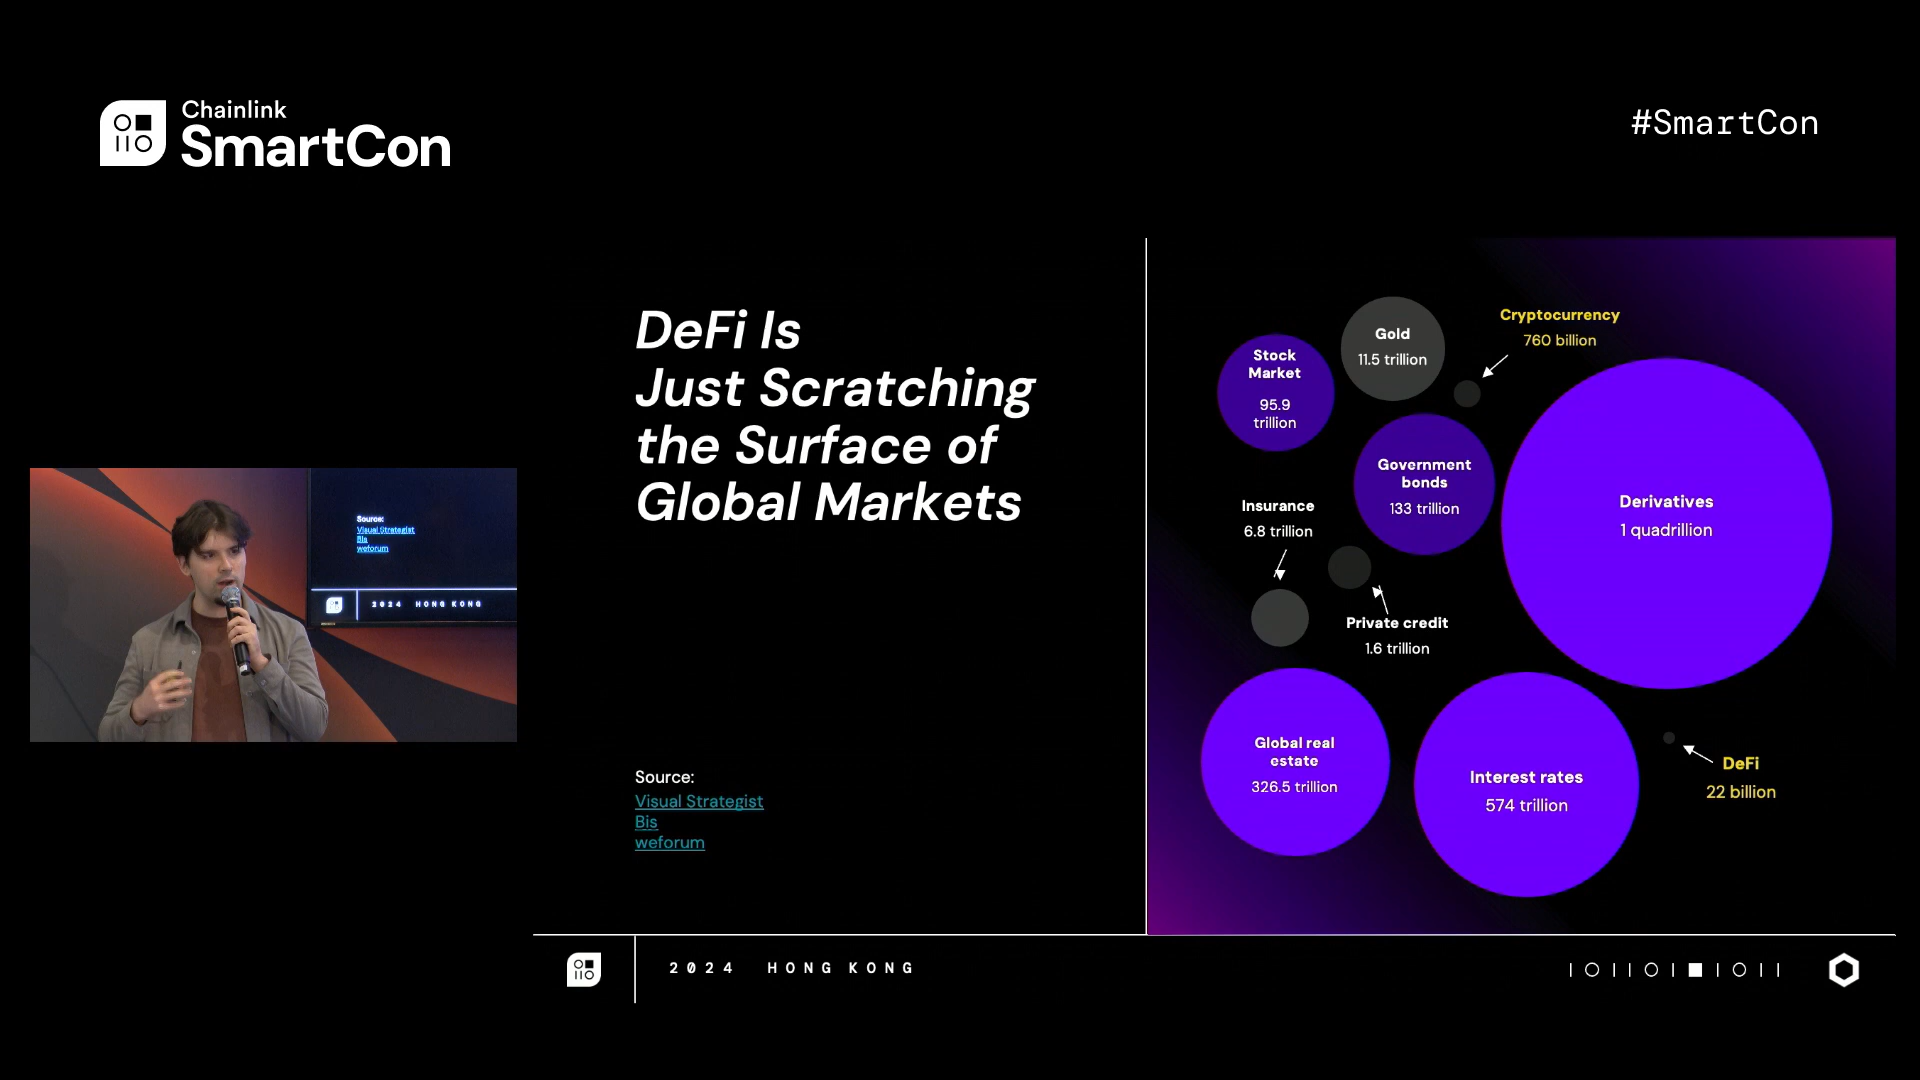 Chainlink
SmartCon
#SmartCon
DeFi Is
Just Scratching
the Surface of
Global Markets
Source:
Visual Strategist
Bis
weforum
Stock
Market
95.9
trillion
Gold
11.5 trillion
Cryptocurrency
760 billion
Government
bonds
133 trillion
Derivatives
1 quadrillion
Insurance
6.8 trillion
Private credit
1.6 trillion
Global real
estate
326.5 trillion
Interest rates
574 trillion
DeFi
22 billion
2024 HONG KONG
Source:
Visual Strategist
Bis
weforum
2024 HONG KONG